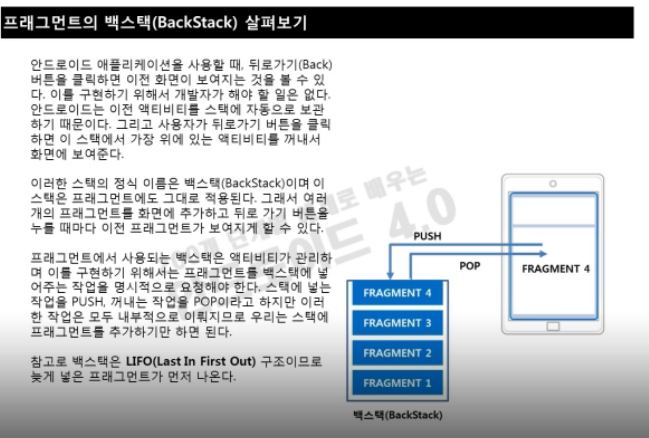 프래그먼트의 백스택(BackStack) 살펴보기
안드로이드 애플리케이션을 사용할 때, 뒤로가기(Back)
버튼을 클릭하면 이전 화면이 보여지는 것을 볼 수 있
다. 이를 구현하기 위해서 개발자가 해야 할 일은 없다.
안드로이드는 이전 액티비티를 스택에 자동으로 보관
하기 때문이다. 그리고 사용자가 뒤로가기 버튼을 클릭
하면 이 스택에서 가장 위에 있는 액티비티를 꺼내서
화면에 보여준다.
이러한 스택의 정식 이름은 백스택(BackStack)이며 이
스택은 프래그먼트에도 그대로 적용된다. 그래서 여러
개의 프래그먼트를 화면에 추가하고 뒤로 가기 버튼을
누를 때마다 이전 프래그먼트가 보여지게 할 수 있다.
프래그먼트에서 사용되는 백스택은 액티비티가 관리하
며 이를 구현하기 위해서는 프래그먼트를 백스택에 넣
어주는 작업을 명시적으로 요청해야 한다. 스택에 넣는
작업을 PUSH, 꺼내는 작업을 POP이라고 하지만 이러
한 작업은 모두 내부적으로 이뤄지므로 우리는 스택에
프래그먼트를 추가하기만 하면 된다.
참고로 백스택은 LIFO(Last In First Out) 구조이므로
늦게 넣은 프래그먼트가 먼저 나온다.
PUSH
POP
FRAGMENT 4
FRAGMENT 4
FRAGMENT 3
FRAGMENT 2
FRAGMENT 1
백스택(BackStack)
배우는
4.0